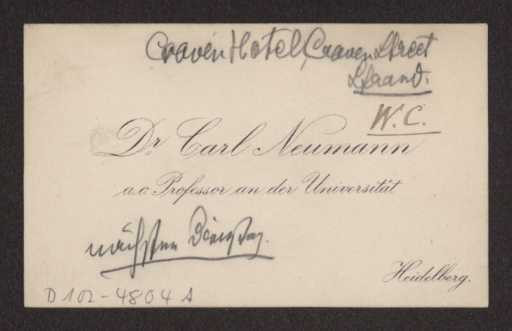 Craven Hotel, Craven Street
Strand.
W. C.
Dr Carl Neumann
a.o Professor an der Universität
nächsten Dienstag.
Heidelberg.
D 102-4804 A